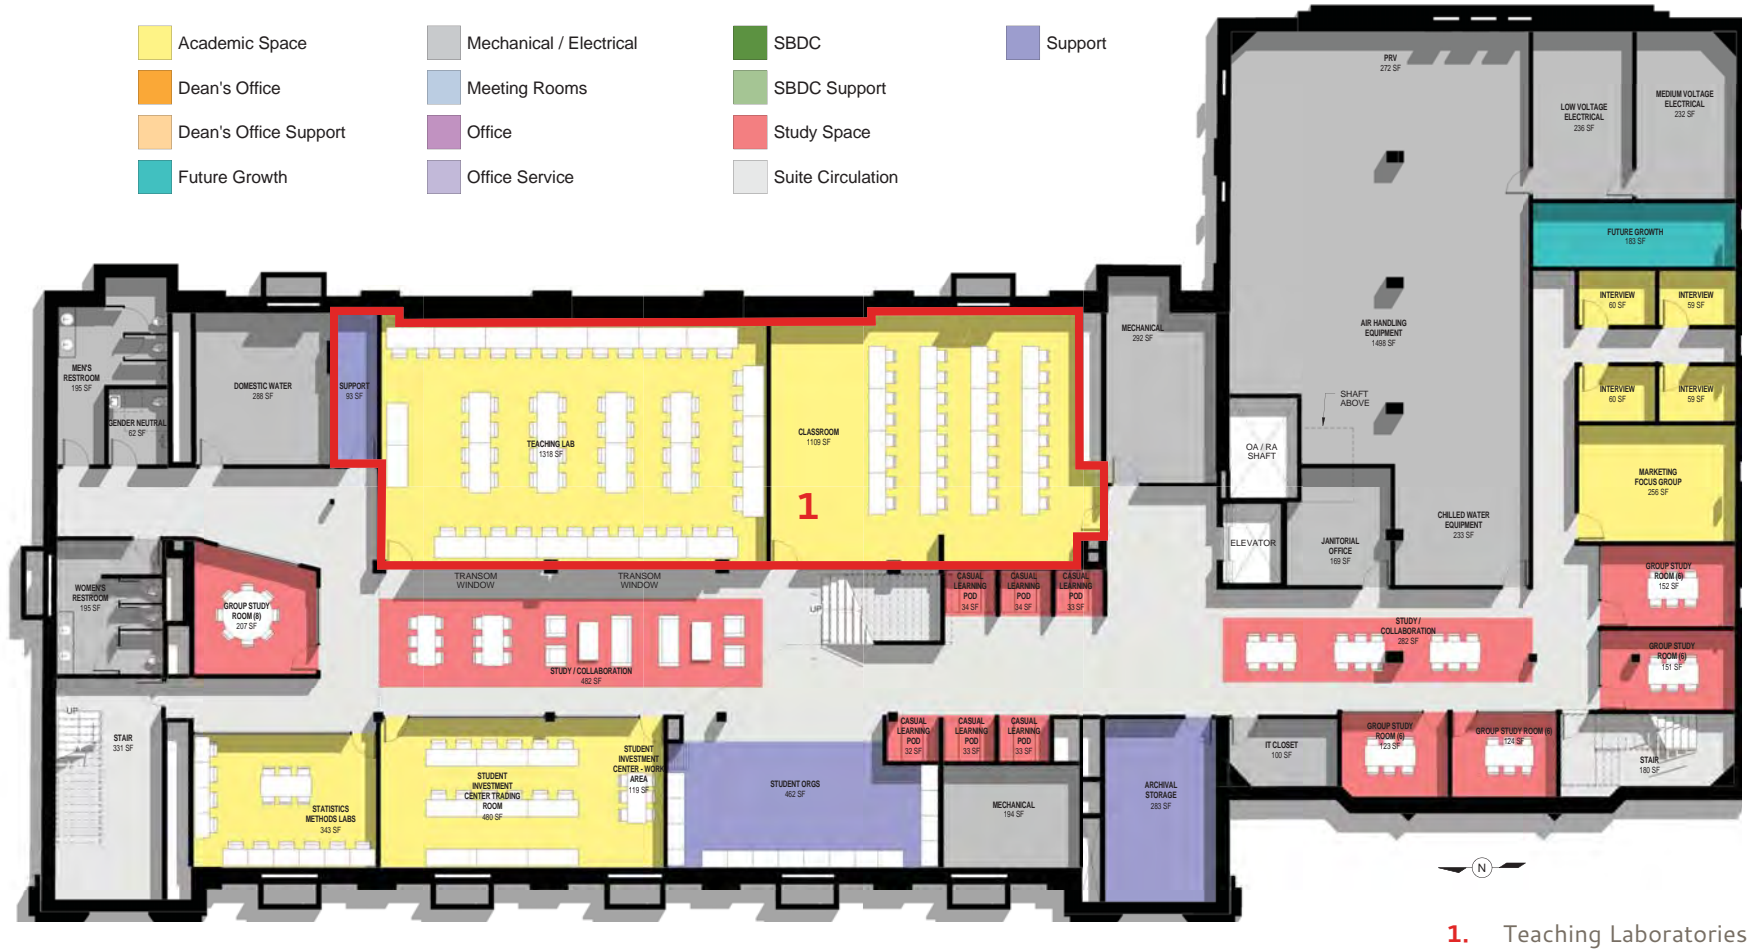 Academic Space
Mechanical / Electrical
SBDC
Support
Dean's Office
Meeting Rooms
SBDC Support
Dean's Office Support
Office
Study Space
Future Growth
Office Service
Suite Circulation
PRV
272 SF
LOW VOLTAGE
ELECTRICAL
236 SF
MEDIUM VOLTAGE
ELECTRICAL
232 SF
FUTURE GROWTH
183 SF
INTERVIEW
60 SF
INTERVIEW
59 SF
AIR HANDLING
EQUIPMENT
1498 SF
MECHANICAL
292 SF
MEN'S
RESTROOM
195 SF
DOMESTIC WATER
288 SF
SUPPORT
93 SF
GENDER NEUTRAL
62 SF
TEACHING LAB
1318 SF
CLASSROOM
1109 SF
1
INTERVIEW
60 SF
INTERVIEW
59 SF
SHAFT
ABOVE
OA / RA
SHAFT
MARKETING
FOCUS GROUP
256 SF
CHILLED WATER
EQUIPMENT
233 SF
ELEVATOR
JANITORIAL
OFFICE
169 SF
TRANSOM
WINDOW
TRANSOM
WINDOW
WOMEN'S
RESTROOM
195 SF
GROUP STUDY
ROOM (8)
207 SF
UP
CASUAL
LEARNING
POD
34 SF
CASUAL
LEARNING
POD
34 SF
CASUAL
LEARNING
POD
33 SF
GROUP STUDY
ROOM (6)
152 SF
STUDY /
COLLABORATION
282 SF
GROUP STUDY
ROOM (6)
151 SF
STUDY / COLLABORATION
482 SF
UP
STAIR
331 SF
CASUAL
LEARNING
POD
32 SF
CASUAL
LEARNING
POD
33 SF
CASUAL
LEARNING
POD
33 SF
IT CLOSET
100 SF
GROUP STUDY
ROOM (6)
123 SF
GROUP STUDY ROOM (6)
124 SF
STAIR
180 SF
STUDENT
INVESTMENT
CENTER - WORK
AREA
119 SF
STUDENT
INVESTMENT
CENTER TRADING
ROOM
480 SF
STUDENT ORGS
462 SF
ARCHIVAL
STORAGE
283 SF
STATISTICS
METHODS LABS
343 SF
MECHANICAL
194 SF
N
1. Teaching Laboratories